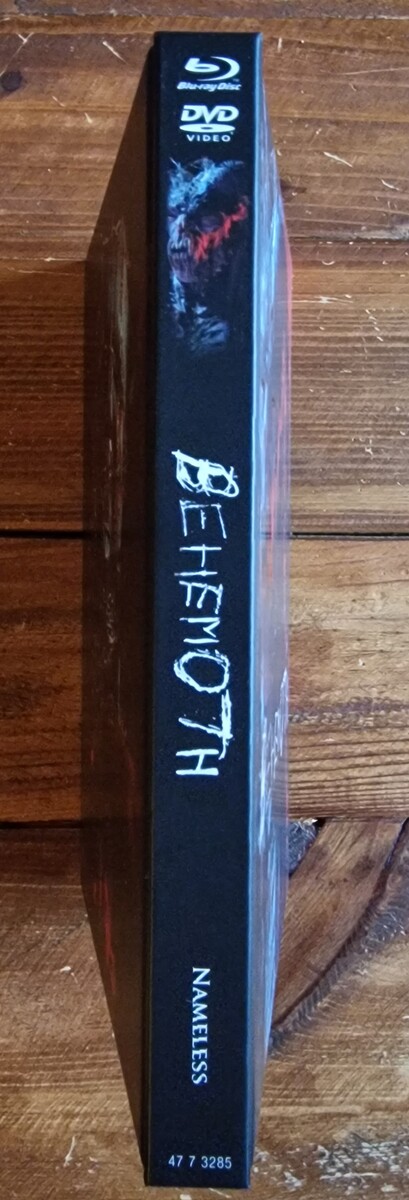 Blu-ray Disc
DVD
VIDEO
BEHEMOTH
NAMELESS
47 7 3285